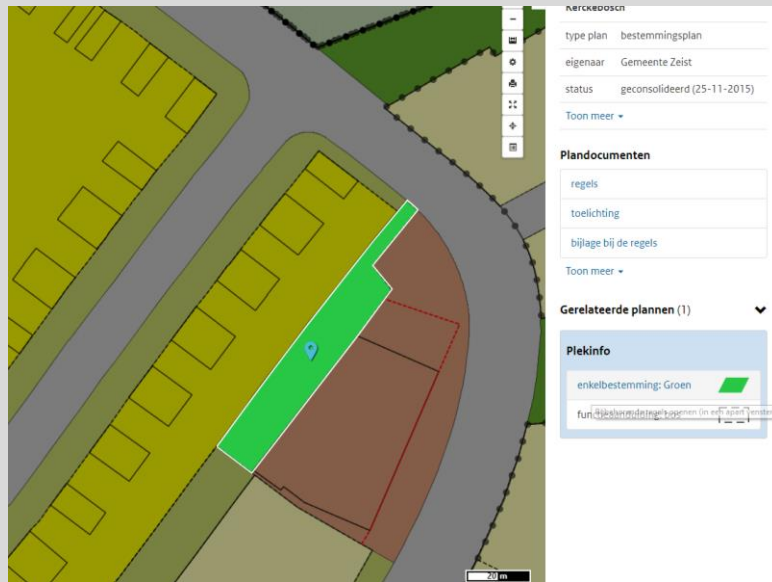 Kerckebosch
type plan bestemmingsplan
eigenaar Gemeente Zeist
status geconsolideerd (25-11-2015)
Toon meer
Plandocumenten
regels
toelichting
bijlage bij de regels
Toon meer
Gerelateerde plannen (1)
Plekinfo
enkelbestemming: Groen
bos
20 m